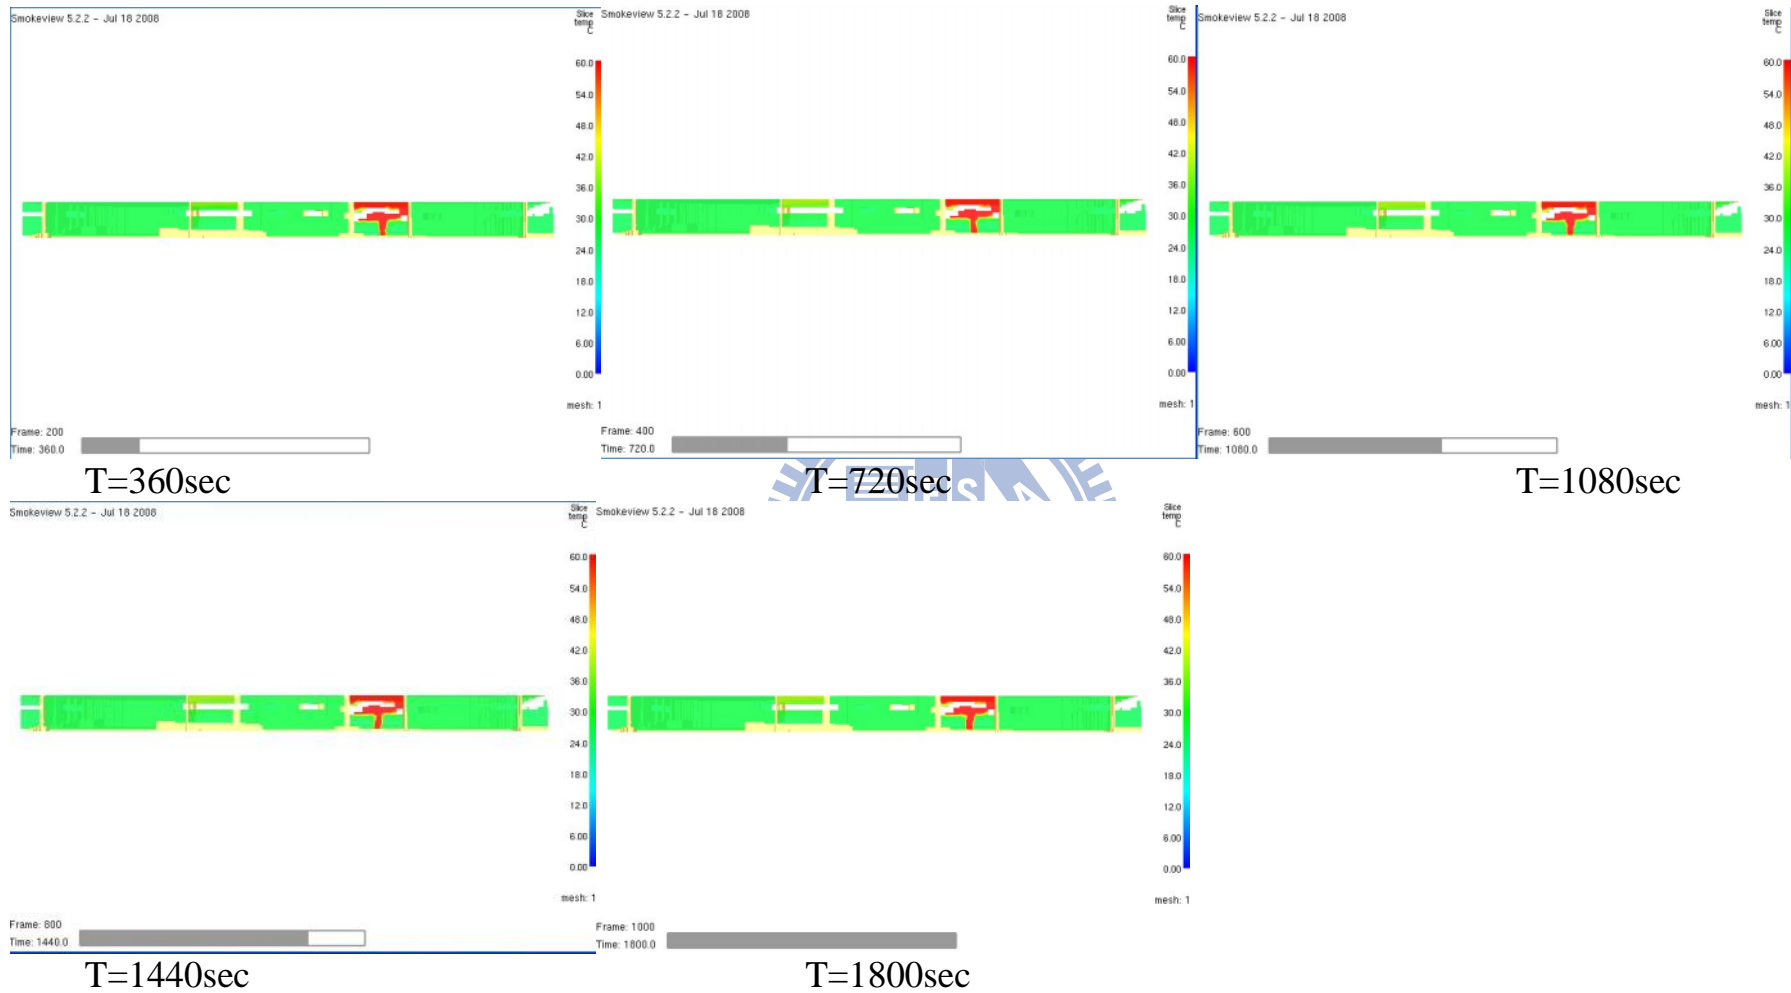 Smokeview 5.2.2 - Jul 18 2008
Slice
temp
C
60.0
54.0
48.0
42.0
36.0
30.0
24.0
18.0
12.0
6.00
0.00
mesh: 1
Frame: 200
Time: 360.0
T=360sec
Smokeview 5.2.2 - Jul 18 2008
Slice
temp
C
60.0
54.0
48.0
42.0
36.0
30.0
24.0
18.0
12.0
6.00
0.00
mesh: 1
Frame: 400
Time: 720.0
T=720sec
Smokeview 5.2.2 - Jul 18 2008
Slice
temp
C
60.0
54.0
48.0
42.0
36.0
30.0
24.0
18.0
12.0
6.00
0.00
mesh: 1
Frame: 600
Time: 1080.0
T=1080sec
Smokeview 5.2.2 - Jul 18 2008
Slice
temp
C
60.0
54.0
48.0
42.0
36.0
30.0
24.0
18.0
12.0
6.00
0.00
mesh: 1
Frame: 800
Time: 1440.0
T=1440sec
Smokeview 5.2.2 - Jul 18 2008
Slice
temp
C
60.0
54.0
48.0
42.0
36.0
30.0
24.0
18.0
12.0
6.00
0.00
mesh: 1
Frame: 1000
Time: 1800.0
T=1800sec